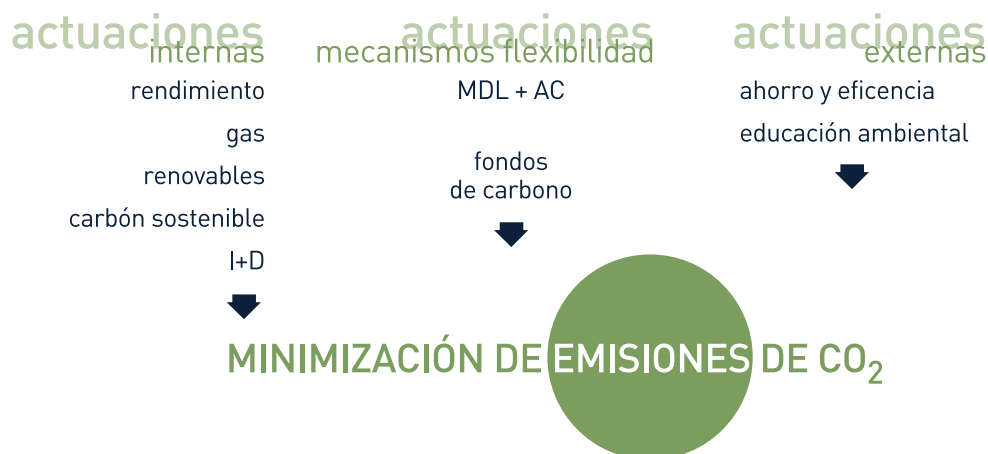 actuaciones
internas
rendimiento
gas
renovables
carbón sostenible
I+D
actuaciones
mecanismos flexibilidad
MDL + AC
fondos
de carbono
actuaciones
externas
ahorro y eficencia
educación ambiental
MINIMIZACIÓN DE EMISIONES DE CO₂